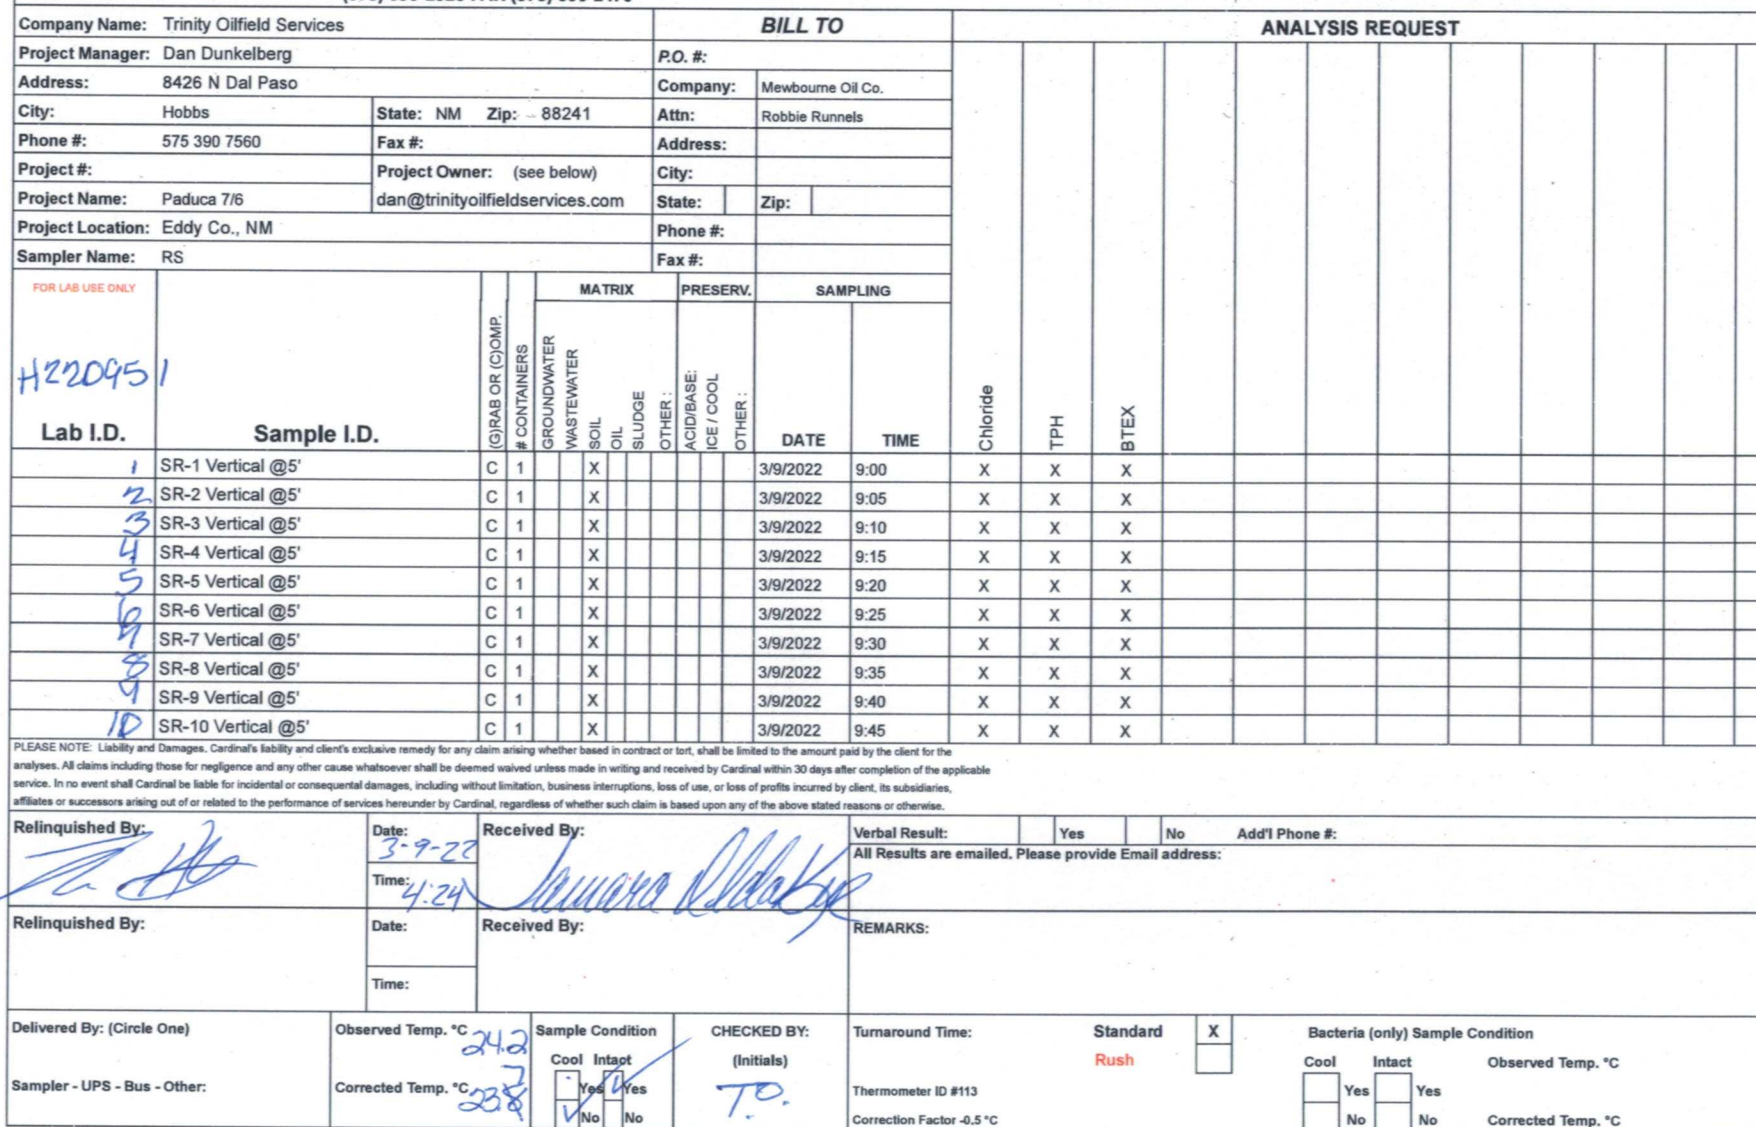 Company Name: Trinity Oilfield Services BILL TO ANALYSIS REQUEST
Project Manager: Dan Dunkelberg P.O. #:
Address: 8426 N Dal Paso Company: Mewbourne Oil Co.
City: Hobbs State: NM Zip: 88241 Attn: Robbie Runnels
Phone #: 575 390 7560 Fax #: Address:
Project #: Project Owner: (see below) City:
Project Name: Paduca 7/6 dan@trinityoilfieldservices.com State: Zip:
Project Location: Eddy Co., NM Phone #:
Sampler Name: RS Fax #:
FOR LAB USE ONLY MATRIX PRESERV. SAMPLING
H220951
Lab I.D. Sample I.D. (G)RAB OR (C)OMP. # CONTAINERS GROUNDWATER WASTEWATER SOIL OIL SLUDGE OTHER : ACID/BASE: ICE / COOL OTHER : DATE TIME Chloride TPH BTEX
1 SR-1 Vertical @5' C 1 X 3/9/2022 9:00 X X X
2 SR-2 Vertical @5' C 1 X 3/9/2022 9:05 X X X
3 SR-3 Vertical @5' C 1 X 3/9/2022 9:10 X X X
4 SR-4 Vertical @5' C 1 X 3/9/2022 9:15 X X X
5 SR-5 Vertical @5' C 1 X 3/9/2022 9:20 X X X
6 SR-6 Vertical @5' C 1 X 3/9/2022 9:25 X X X
7 SR-7 Vertical @5' C 1 X 3/9/2022 9:30 X X X
8 SR-8 Vertical @5' C 1 X 3/9/2022 9:35 X X X
9 SR-9 Vertical @5' C 1 X 3/9/2022 9:40 X X X
10 SR-10 Vertical @5' C 1 X 3/9/2022 9:45 X X X
PLEASE NOTE: Liability and Damages. Cardinal's liability and client's exclusive remedy for any claim arising whether based in contract or tort, shall be limited to the amount paid by the client for the
analyses. All claims including those for negligence and any other cause whatsoever shall be deemed waived unless made in writing and received by Cardinal within 30 days after completion of the applicable
service. In no event shall Cardinal be liable for incidental or consequental damages, including without limitation, business interruptions, loss of use, or loss of profits incurred by client, its subsidiaries,
affiliates or successors arising out of or related to the performance of services hereunder by Cardinal, regardless of whether such claim is based upon any of the above stated reasons or otherwise.
Relinquished By: Date: 3-9-22 Received By: Verbal Result: Yes No Add'l Phone #:
All Results are emailed. Please provide Email address:
Time: 4:24 Tamara
Relinquished By: Date: Received By: REMARKS:
Time:
Delivered By: (Circle One) Observed Temp. °C 24.2 Sample Condition CHECKED BY: Turnaround Time: Standard X Bacteria (only) Sample Condition
Cool Intact (Initials) Rush Cool Intact Observed Temp. °C
Sampler - UPS - Bus - Other: Corrected Temp. °C 23.7 Yes Yes T.O. Thermometer ID #113 Yes Yes
No No Correction Factor -0.5 °C No No Corrected Temp. °C